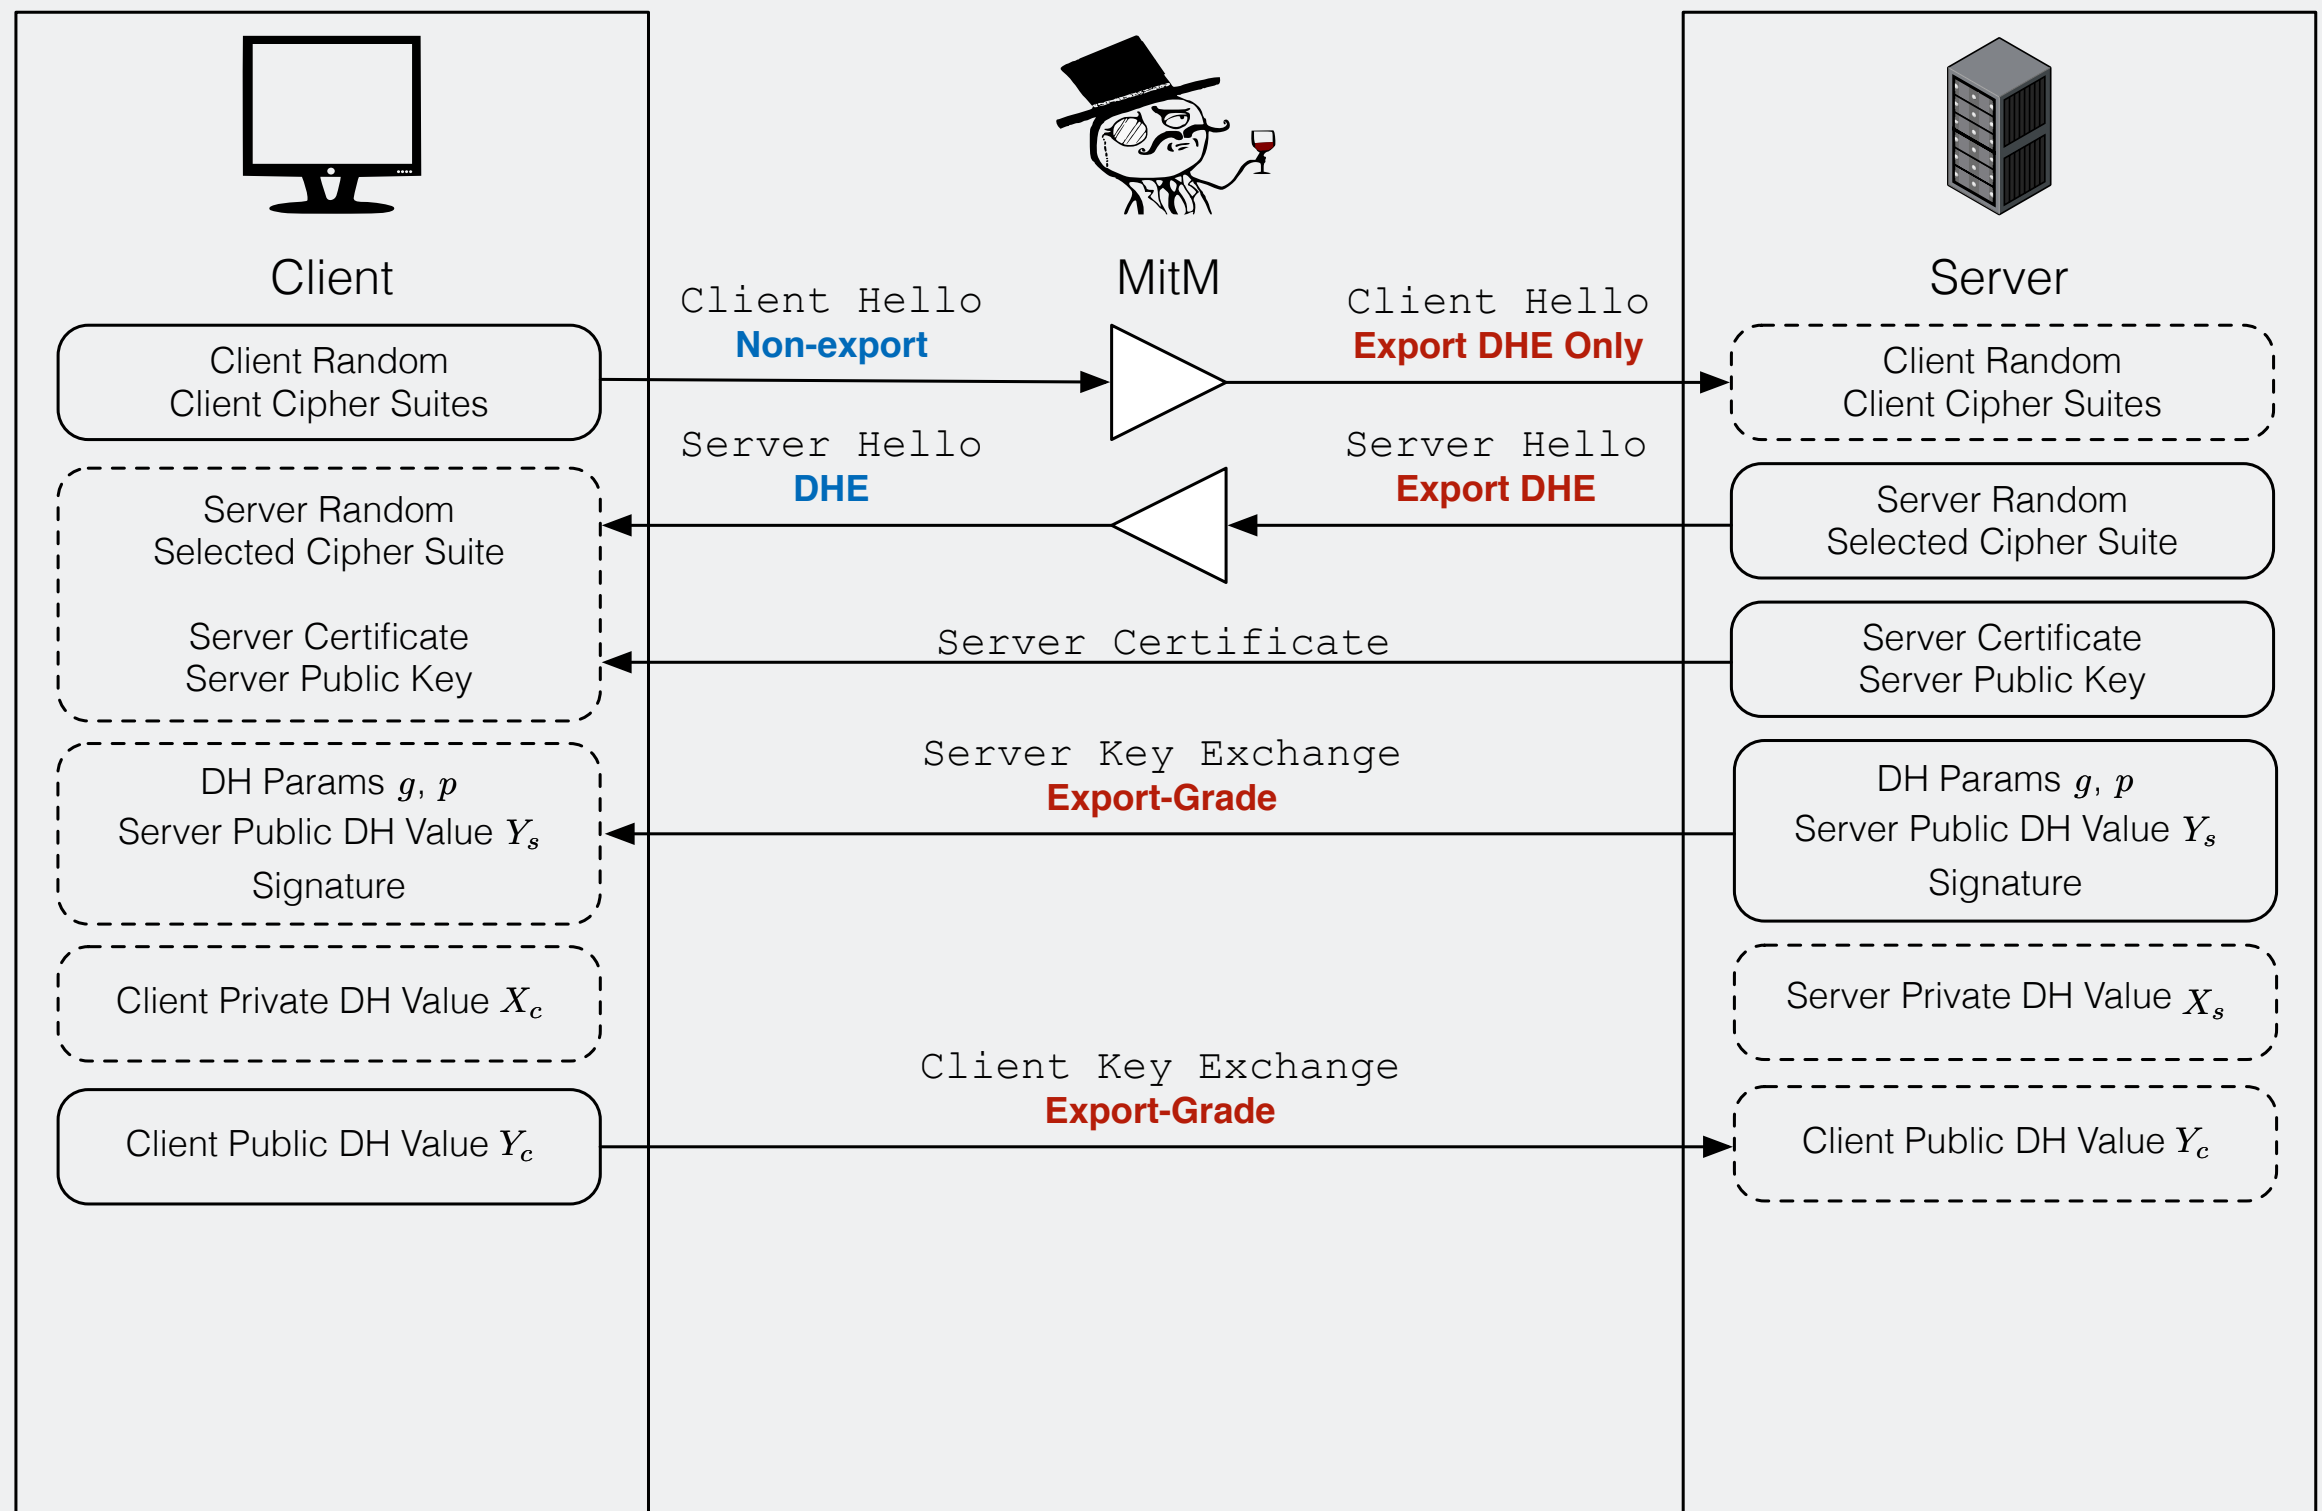 Client
MitM
Server
Client Hello
Non-export
Client Hello
Export DHE Only
Client Random
Client Cipher Suites
Client Random
Client Cipher Suites
Server Hello
DHE
Server Hello
Export DHE
Server Random
Selected Cipher Suite
Server Random
Selected Cipher Suite
Server Certificate
Server Public Key
Server Certificate
Server Certificate
Server Public Key
Server Key Exchange
Export-Grade
DH Params g, p
Server Public DH Value Y_s
Signature
DH Params g, p
Server Public DH Value Y_s
Signature
Client Private DH Value X_c
Server Private DH Value X_s
Client Key Exchange
Export-Grade
Client Public DH Value Y_c
Client Public DH Value Y_c